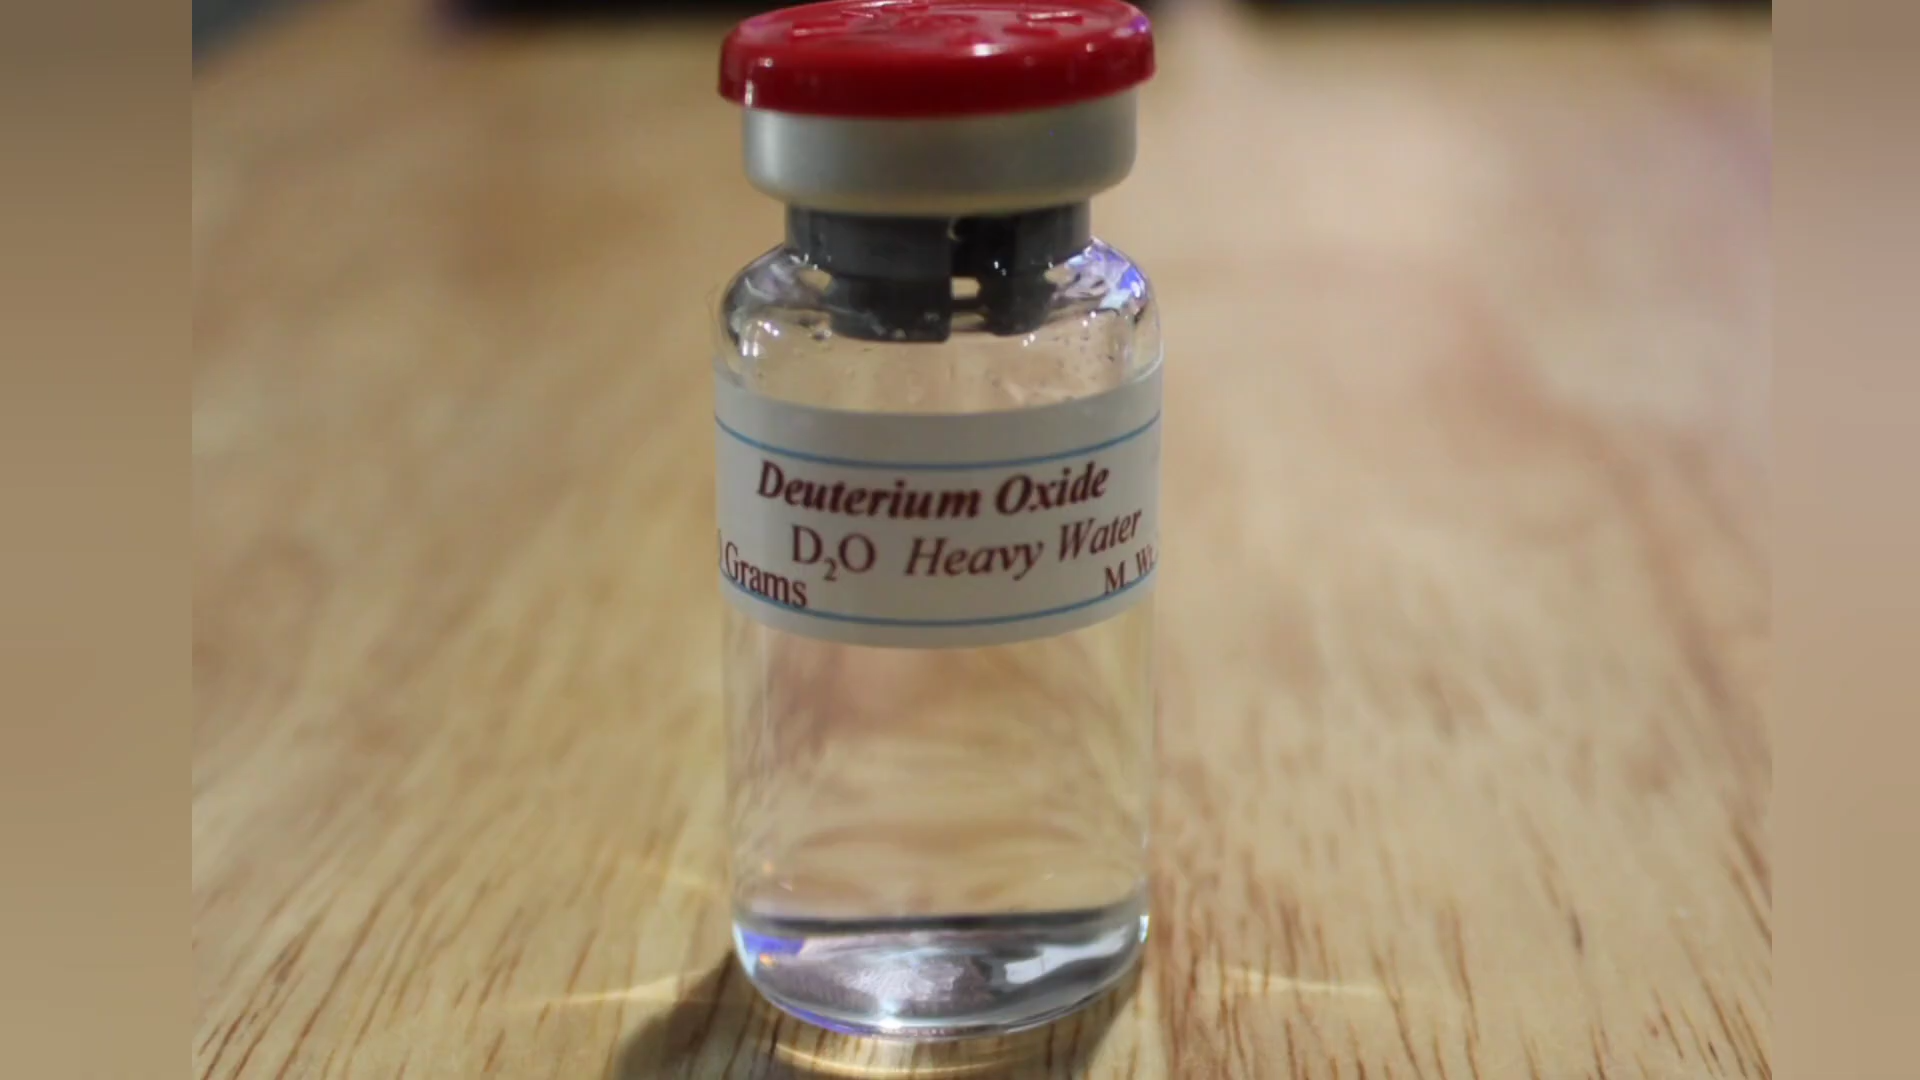 Deuterium Oxide
D₂O Heavy Water
Grams M. W.